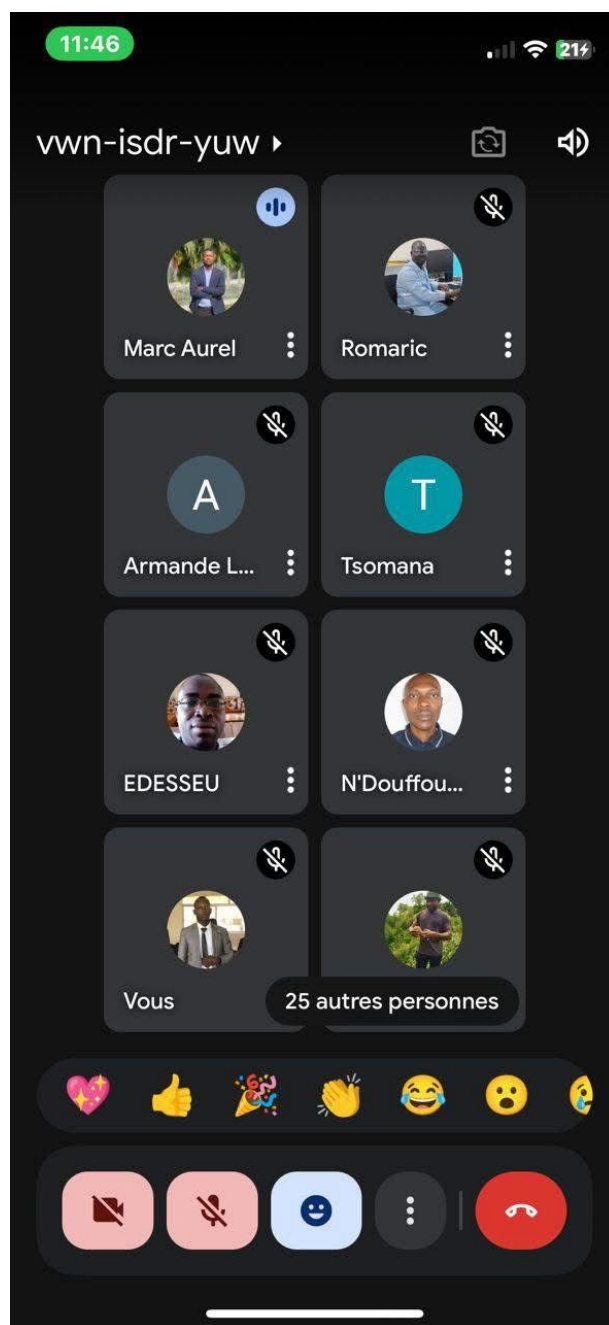 11:46
21
vwn-isdr-yuw
Marc Aurel
Romaric
A
T
Armande L...
Tsomana
EDESSEU
N'Douffou...
Vous
25 autres personnes